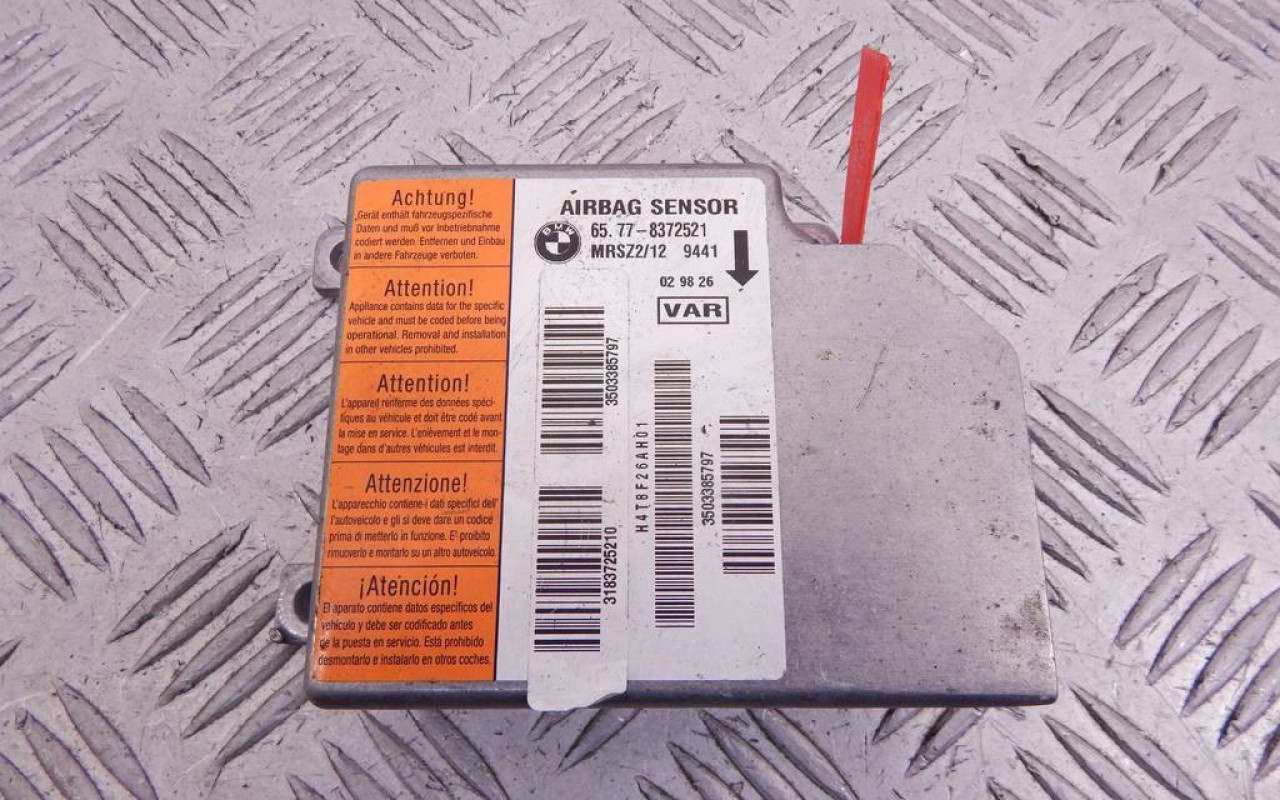 Achtung!
Gerät enthält fahrzeugspezifische
Daten und muß vor Inbetriebnahme
codiert werden. Entfernen und Einbau
in andere Fahrzeuge verboten.
Attention!
Appliance contains data for the specific
vehicle and must be coded before being
operational. Removal and installation
in other vehicles prohibited.
Attention!
L'appareil renferme des données spéci-
fiques au véhicule et doit être codé avant
la mise en service. L'enlèvement et le mon-
tage dans d'autres véhicules est interdit.
Attenzione!
L'apparecchio contiene-i dati specifici dell'
l'autoveicolo e gli si deve dare un codice
prima di metterlo in funzione. E'·proibito
rimuoverlo e montarlo su un altro autoveicolo.
¡Atención!
El aparato contiene datos específicos del
vehículo y debe ser codificado antes
de la puesta en servicio. Está prohibido
desmontarlo e instalarlo en otros coches.
AIRBAG SENSOR
BMW
65.77-8372521
MRSZ2/12 9441
02 98 26
VAR
3503385797
3183725210
H4T8F26AH01
3503385797